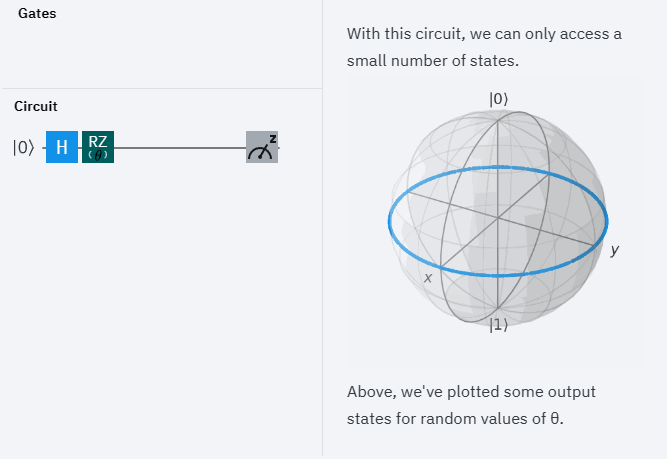 Gates
Circuit
|0⟩ H RZ
(θ)
z
With this circuit, we can only access a
small number of states.
|0⟩
y
x
|1⟩
Above, we've plotted some output
states for random values of θ.